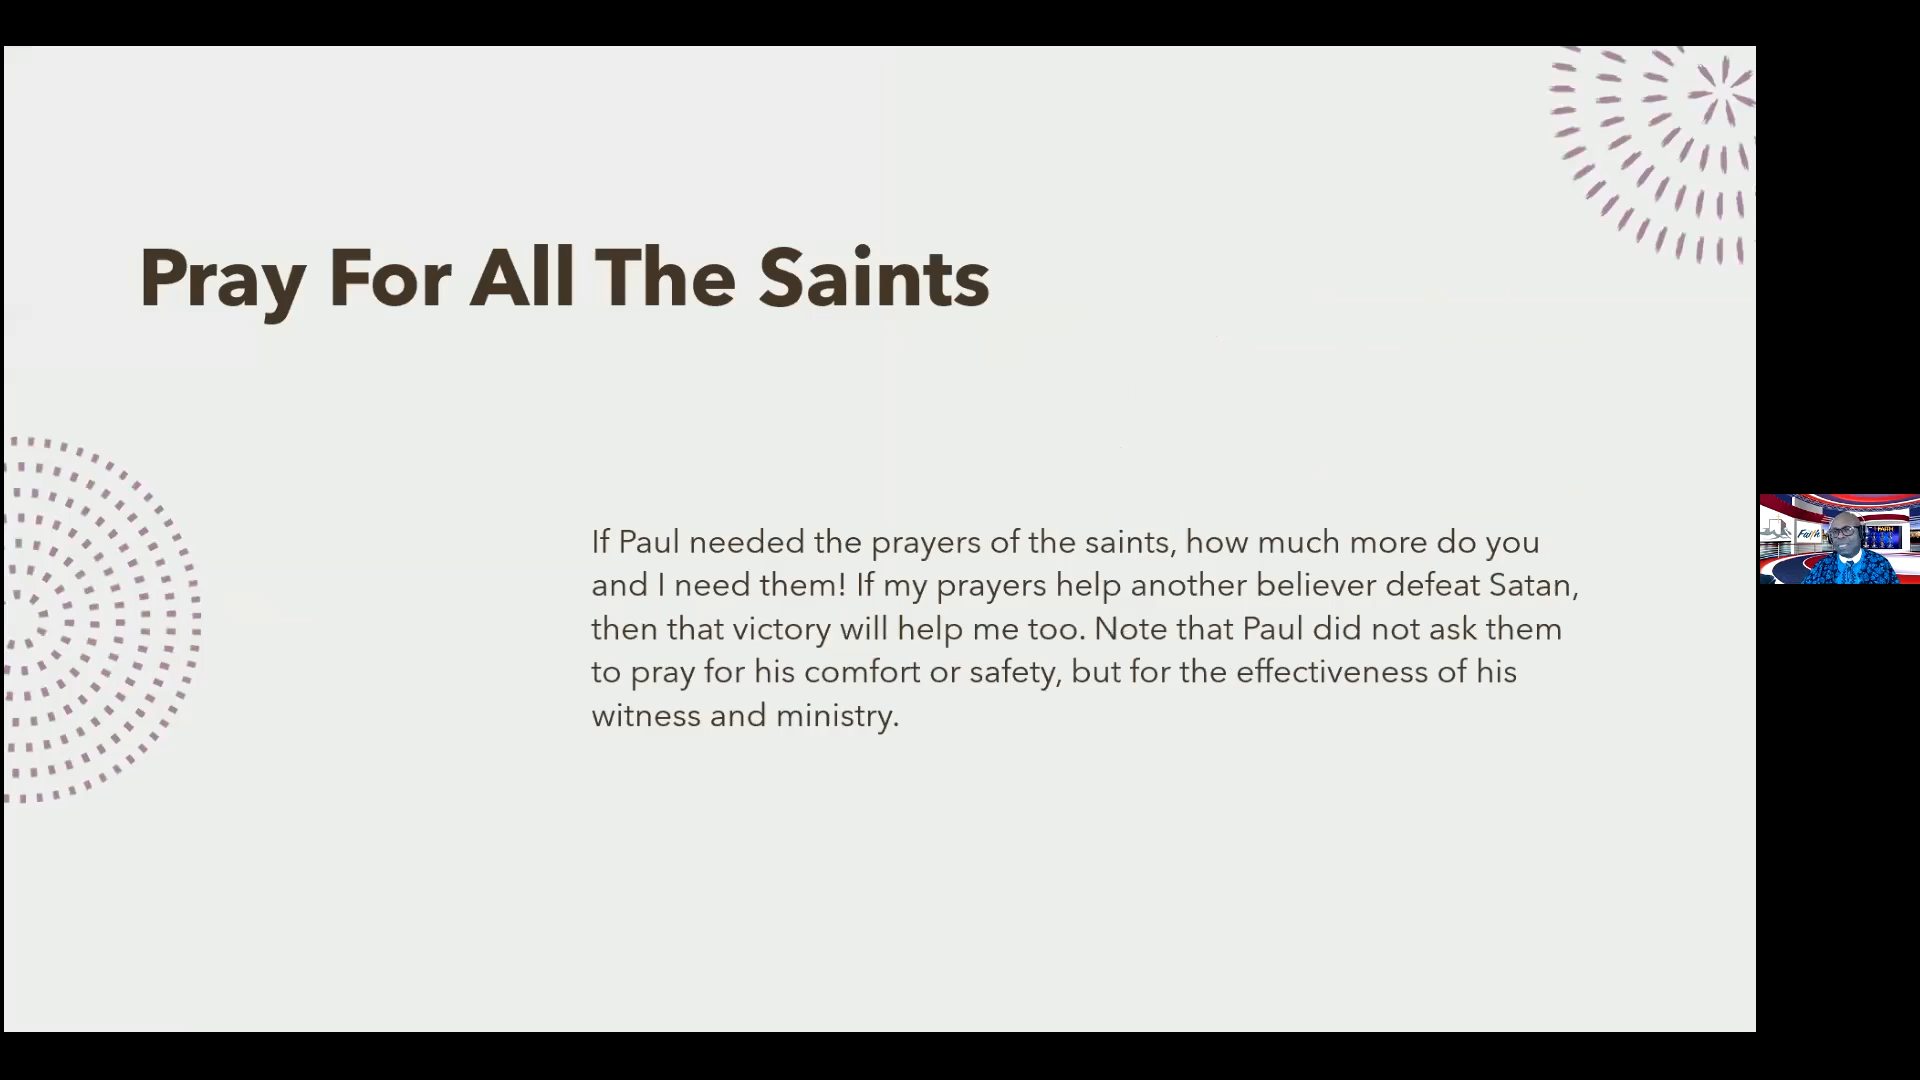 Pray For All The Saints
If Paul needed the prayers of the saints, how much more do you
and I need them! If my prayers help another believer defeat Satan,
then that victory will help me too. Note that Paul did not ask them
to pray for his comfort or safety, but for the effectiveness of his
witness and ministry.
Faith
FAITH